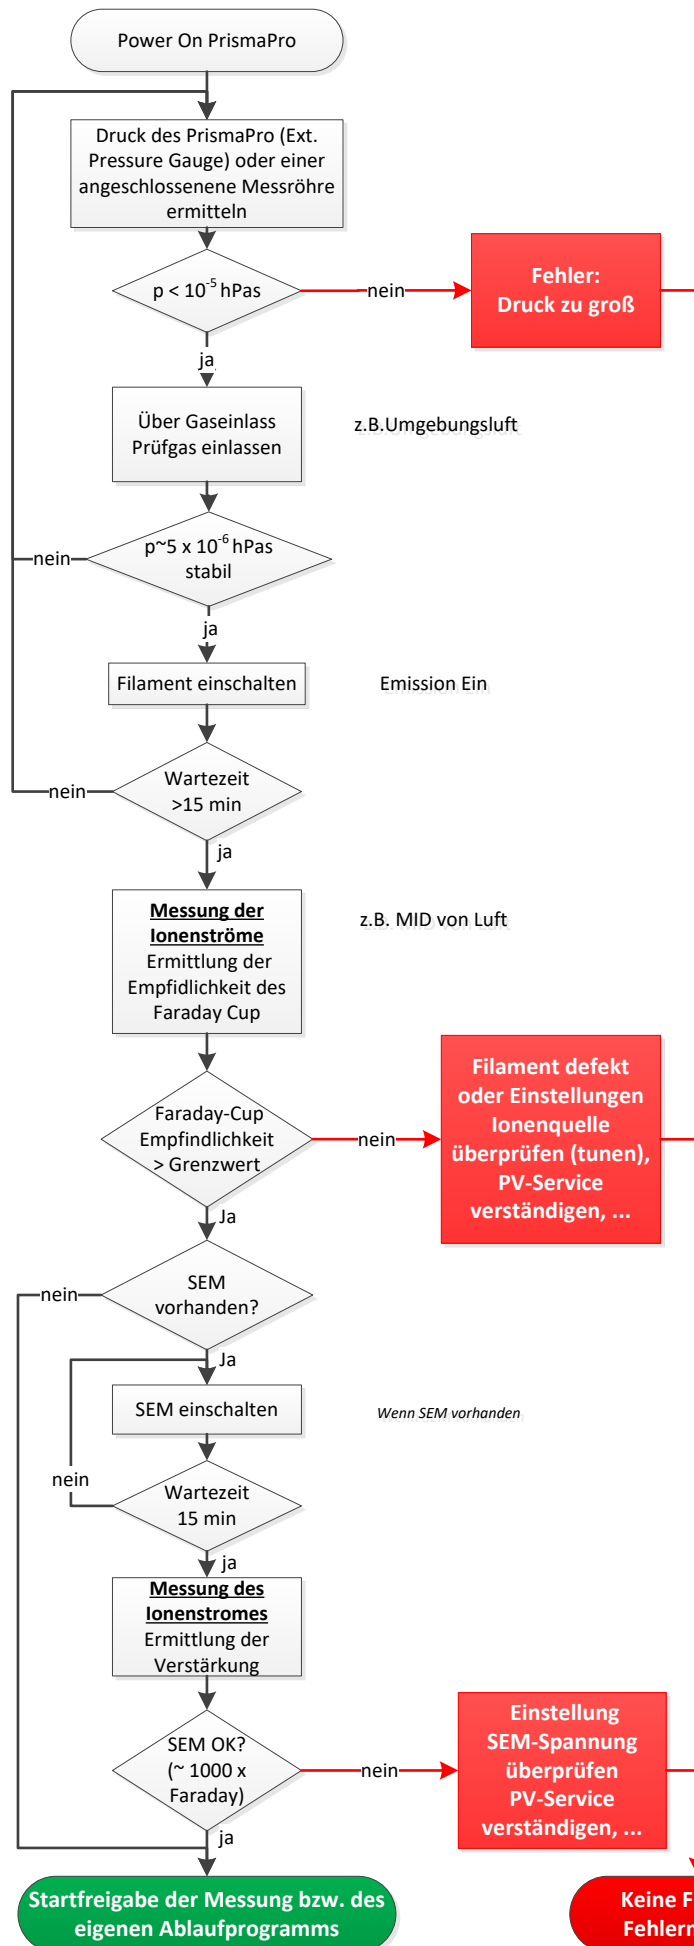 Power On PrismaPro
Druck des PrismaPro (Ext.
Pressure Gauge) oder einer
angeschlossenene Messröhre
ermitteln
p < 10⁻⁵ hPas
nein
Fehler:
Druck zu groß
ja
Über Gaseinlass
Prüfgas einlassen
z.B.Umgebungsluft
nein
p~5 x 10⁻⁶ hPas
stabil
ja
Filament einschalten
Emission Ein
nein
Wartezeit
>15 min
ja
Messung der
Ionenströme
Ermittlung der
Empfidlichkeit des
Faraday Cup
z.B. MID von Luft
Faraday-Cup
Empfindlichkeit
> Grenzwert
nein
Filament defekt
oder Einstellungen
Ionenquelle
überprüfen (tunen),
PV-Service
verständigen, ...
Ja
nein
SEM
vorhanden?
Ja
SEM einschalten
Wenn SEM vorhanden
nein
Wartezeit
15 min
ja
Messung des
Ionenstromes
Ermittlung der
Verstärkung
SEM OK?
(~ 1000 x
Faraday)
nein
Einstellung
SEM-Spannung
überprüfen
PV-Service
verständigen, ...
ja
Startfreigabe der Messung bzw. des
eigenen Ablaufprogramms
Keine